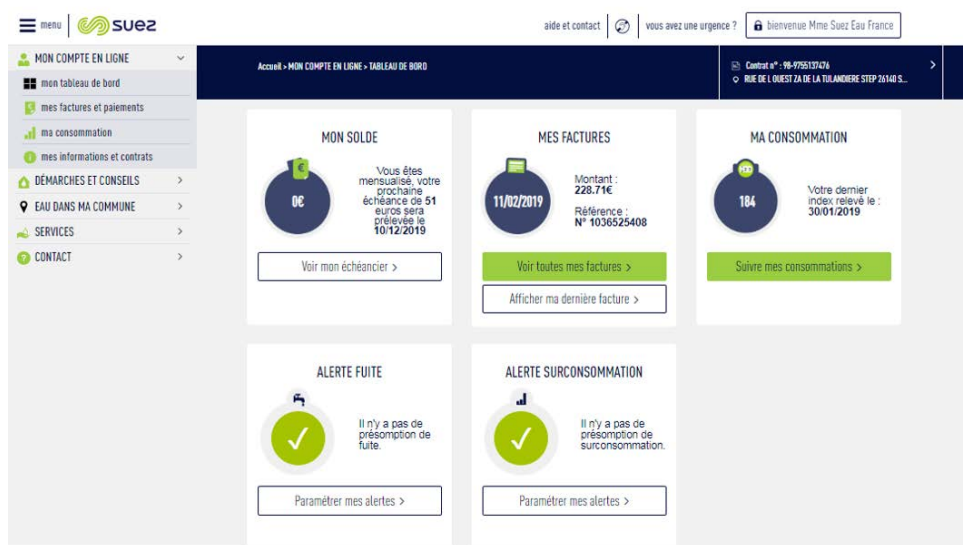 menu
suez
aide et contact
vous avez une urgence ?
bienvenue Mme Suez Eau France
MON COMPTE EN LIGNE
mon tableau de bord
mes factures et paiements
ma consommation
mes informations et contrats
DÉMARCHES ET CONSEILS
EAU DANS MA COMMUNE
SERVICES
CONTACT
Accueil > MON COMPTE EN LIGNE > TABLEAU DE BORD
Contrat n° : 98-9755137476
RUE DE L OUEST ZA DE LA TULANDIERE STEP 26140 S...
MON SOLDE
0€
Vous êtes
mensualisé, votre
prochaine
échéance de 51
euros sera
prélevée le
10/12/2019
Voir mon échéancier >
MES FACTURES
11/02/2019
Montant :
228.71€
Référence :
N° 1036525408
Voir toutes mes factures >
Afficher ma dernière facture >
MA CONSOMMATION
184
Votre dernier
index relevé le :
30/01/2019
Suivre mes consommations >
ALERTE FUITE
Il n'y a pas de
présomption de
fuite.
Paramétrer mes alertes >
ALERTE SURCONSOMMATION
Il n'y a pas de
présomption de
surconsommation.
Paramétrer mes alertes >